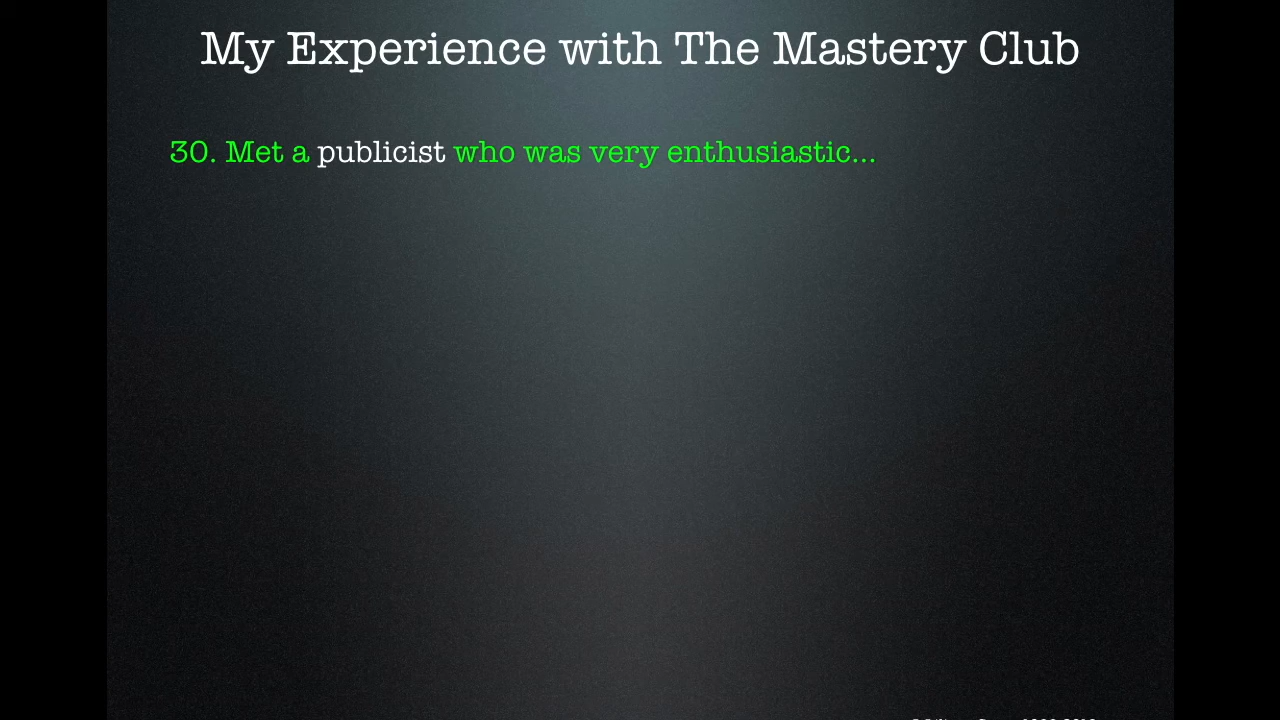 My Experience with The Mastery Club
30. Met a publicist who was very enthusiastic...